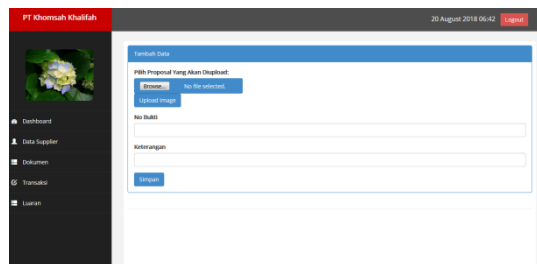 PT Khomsah Khalifah
20 August 2018 06:42 Logout
Tambah Data
Pilih Proposal Yang Akan Diupload:
Browse... No file selected.
Upload Image
Dashboard
No Bukti
Data Supplier
Keterangan
Dokumen
Transaksi
Simpan
Luaran